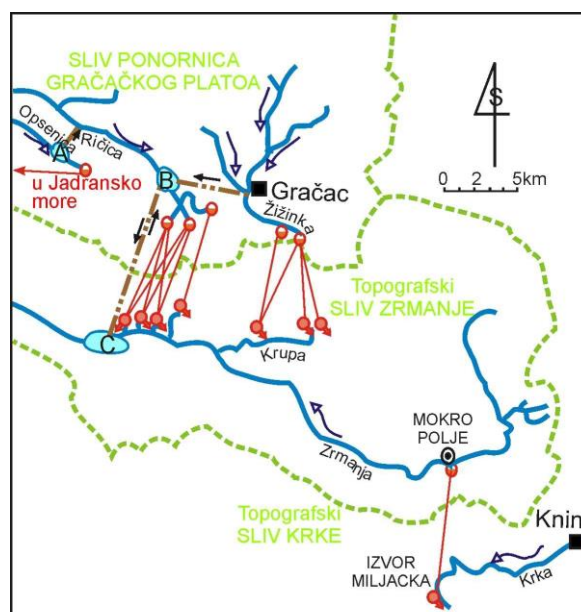 SLIV PONORNICA
GRAČAČKOG PLATOA
Opsenica
Ričica
A
B
S
0 2 5km
u Jadransko
more
Gračac
Žižinka
Topografski
SLIV ZRMANJE
C
Krupa
Zrmanja
MOKRO
POLJE
Topografski
SLIV KRKE
Knin
IZVOR
MILJACKA
Krka